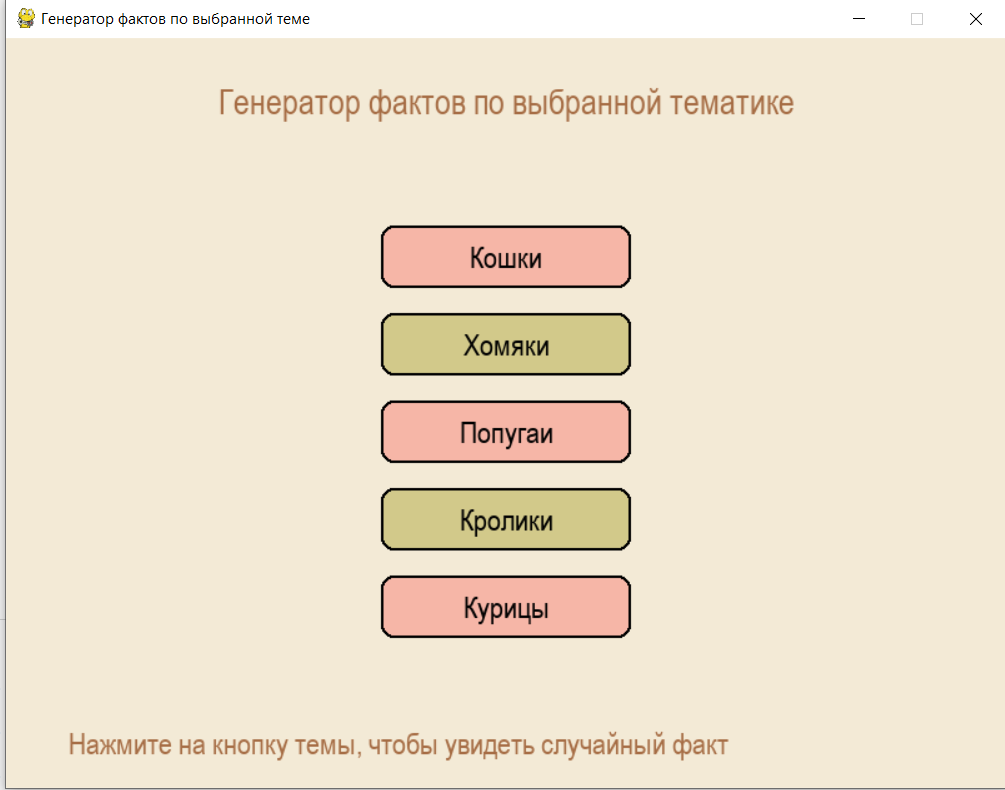 Генератор фактов по выбранной теме
Генератор фактов по выбранной тематике
Кошки
Хомяки
Попугаи
Кролики
Курицы
Нажмите на кнопку темы, чтобы увидеть случайный факт